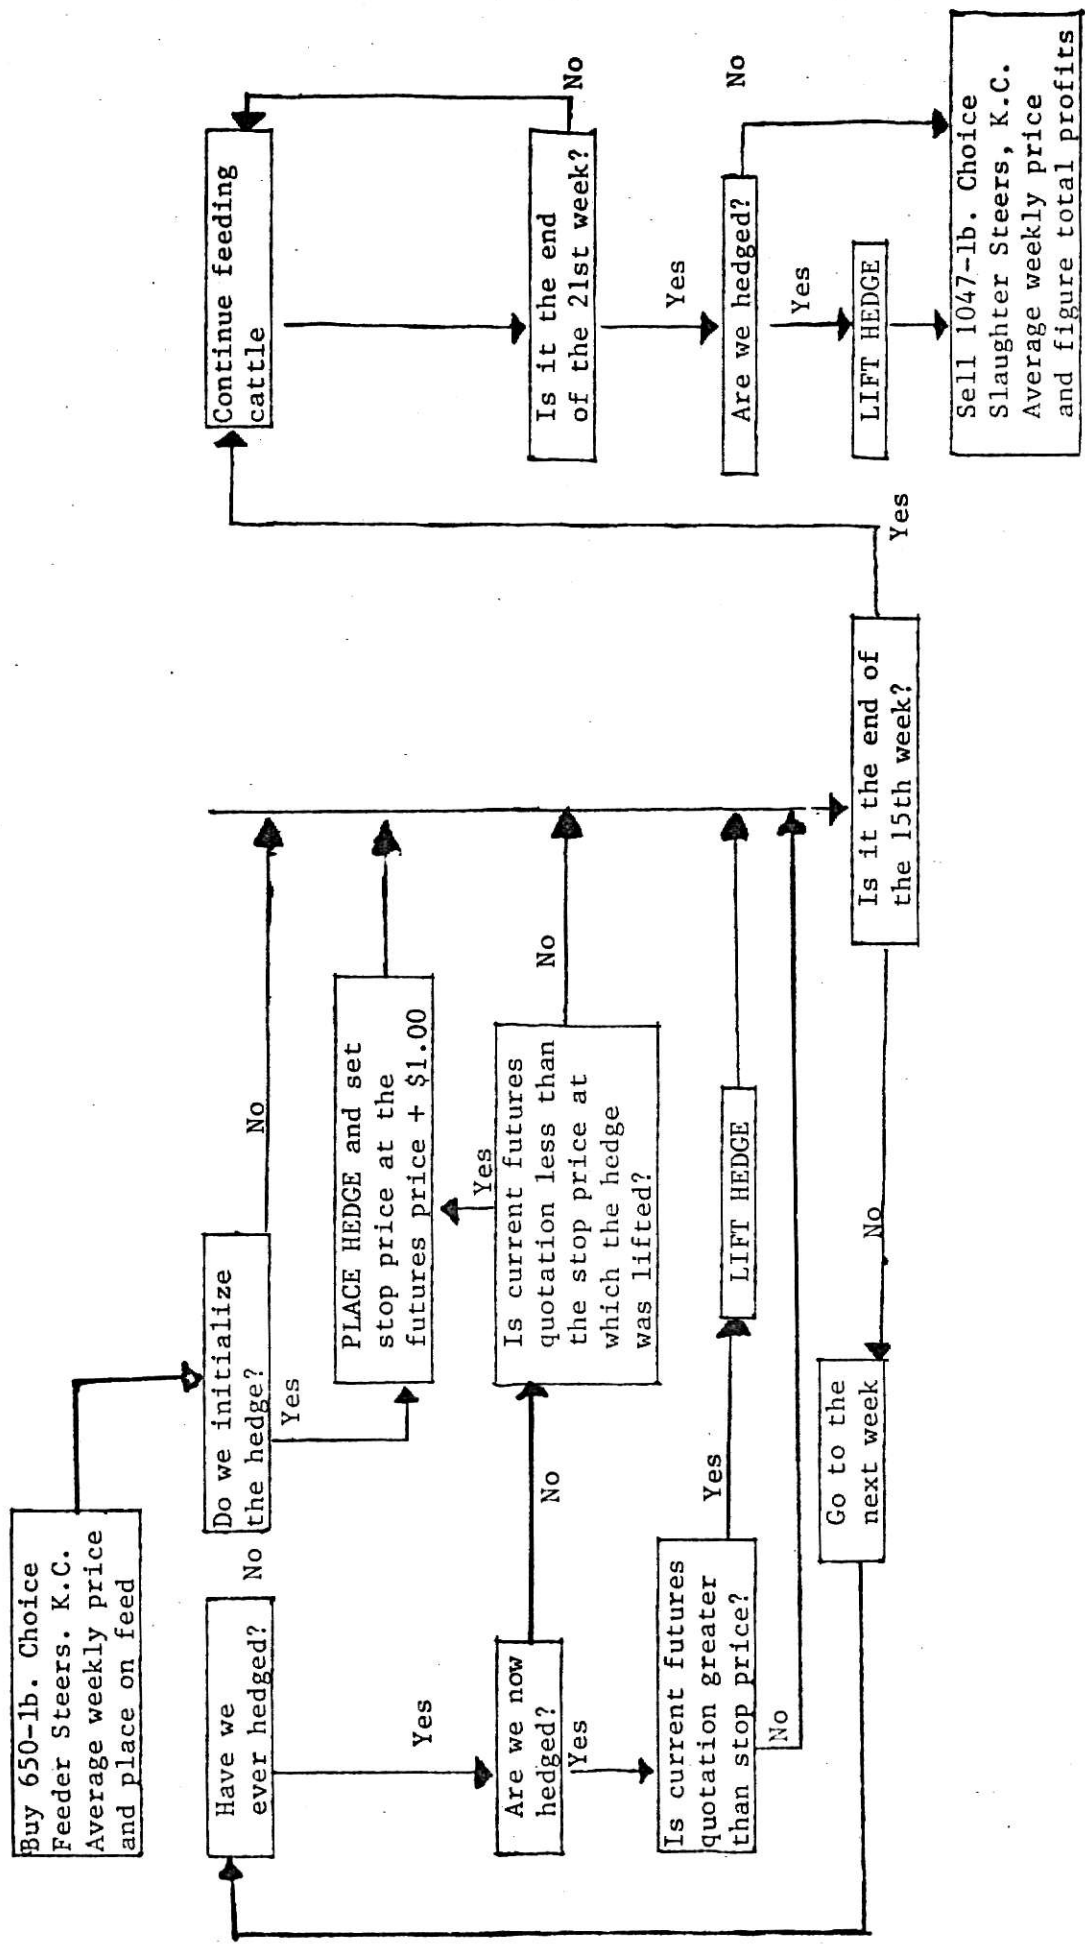 Buy 650-lb. Choice
Feeder Steers. K.C.
Average weekly price
and place on feed
Have we
ever hedged?
No
Do we initialize
the hedge?
No
Yes
PLACE HEDGE and set
stop price at the
futures price + $1.00
Yes
Are we now
hedged?
No
Yes
Is current futures
quotation less than
the stop price at
which the hedge
was lifted?
Yes
No
Is current futures
quotation greater
than stop price?
Yes
No
LIFT HEDGE
Go to the
next week
No
Is it the end of
the 15th week?
Yes
Continue feeding
cattle
Is it the end
of the 21st week?
No
Yes
Are we hedged?
No
Yes
LIFT HEDGE
Sell 1047-lb. Choice
Slaughter Steers, K.C.
Average weekly price
and figure total profits